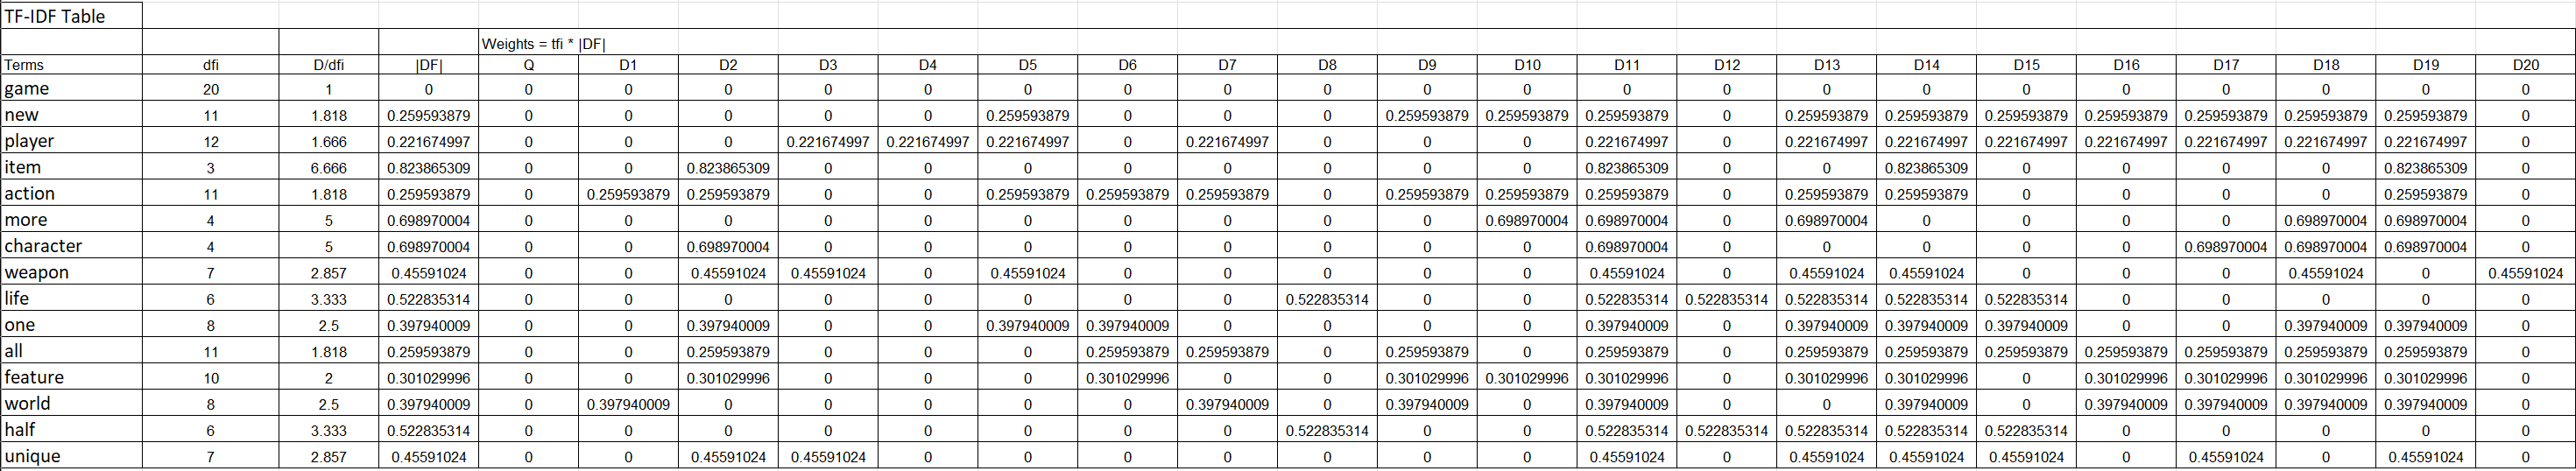 TF-IDF Table
Weights = tfi * |DF|
Terms dfi D/dfi |DF| Q D1 D2 D3 D4 D5 D6 D7 D8 D9 D10 D11 D12 D13 D14 D15 D16 D17 D18 D19 D20
game 20 1 0 0 0 0 0 0 0 0 0 0 0 0 0 0 0 0 0 0 0 0 0 0 0
new 11 1.818 0.259593879 0 0 0 0 0 0.259593879 0 0 0 0.259593879 0.259593879 0.259593879 0 0.259593879 0.259593879 0.259593879 0.259593879 0.259593879 0.259593879 0.259593879 0
player 12 1.666 0.221674997 0 0 0 0.221674997 0.221674997 0.221674997 0 0.221674997 0 0 0 0.221674997 0 0.221674997 0.221674997 0.221674997 0.221674997 0.221674997 0.221674997 0.221674997 0
item 3 6.666 0.823865309 0 0 0.823865309 0 0 0 0 0 0 0 0 0.823865309 0 0 0.823865309 0 0 0 0 0.823865309 0
action 11 1.818 0.259593879 0 0.259593879 0.259593879 0 0 0.259593879 0.259593879 0.259593879 0 0.259593879 0.259593879 0.259593879 0 0.259593879 0.259593879 0 0 0 0 0.259593879 0
more 4 5 0.698970004 0 0 0 0 0 0 0 0 0 0 0.698970004 0.698970004 0 0.698970004 0 0 0 0 0.698970004 0.698970004 0
character 4 5 0.698970004 0 0 0.698970004 0 0 0 0 0 0 0 0 0.698970004 0 0 0 0 0 0.698970004 0.698970004 0.698970004 0
weapon 7 2.857 0.45591024 0 0 0.45591024 0.45591024 0 0.45591024 0 0 0 0 0 0.45591024 0 0.45591024 0.45591024 0 0 0 0.45591024 0 0.45591024
life 6 3.333 0.522835314 0 0 0 0 0 0 0 0 0.522835314 0 0 0.522835314 0.522835314 0.522835314 0.522835314 0.522835314 0 0 0 0 0
one 8 2.5 0.397940009 0 0 0.397940009 0 0 0.397940009 0.397940009 0 0 0 0 0.397940009 0 0.397940009 0.397940009 0.397940009 0 0 0.397940009 0.397940009 0
all 11 1.818 0.259593879 0 0 0.259593879 0 0 0 0.259593879 0.259593879 0 0.259593879 0 0.259593879 0 0.259593879 0.259593879 0.259593879 0.259593879 0.259593879 0.259593879 0.259593879 0
feature 10 2 0.301029996 0 0 0.301029996 0 0 0 0.301029996 0 0 0.301029996 0.301029996 0.301029996 0 0.301029996 0.301029996 0 0.301029996 0.301029996 0.301029996 0.301029996 0
world 8 2.5 0.397940009 0 0.397940009 0 0 0 0 0 0.397940009 0 0.397940009 0 0.397940009 0 0 0.397940009 0 0.397940009 0.397940009 0.397940009 0.397940009 0
half 6 3.333 0.522835314 0 0 0 0 0 0 0 0 0.522835314 0 0 0.522835314 0.522835314 0.522835314 0.522835314 0.522835314 0 0 0 0 0
unique 7 2.857 0.45591024 0 0 0.45591024 0.45591024 0 0 0 0 0 0 0 0.45591024 0 0.45591024 0.45591024 0.45591024 0 0.45591024 0 0.45591024 0